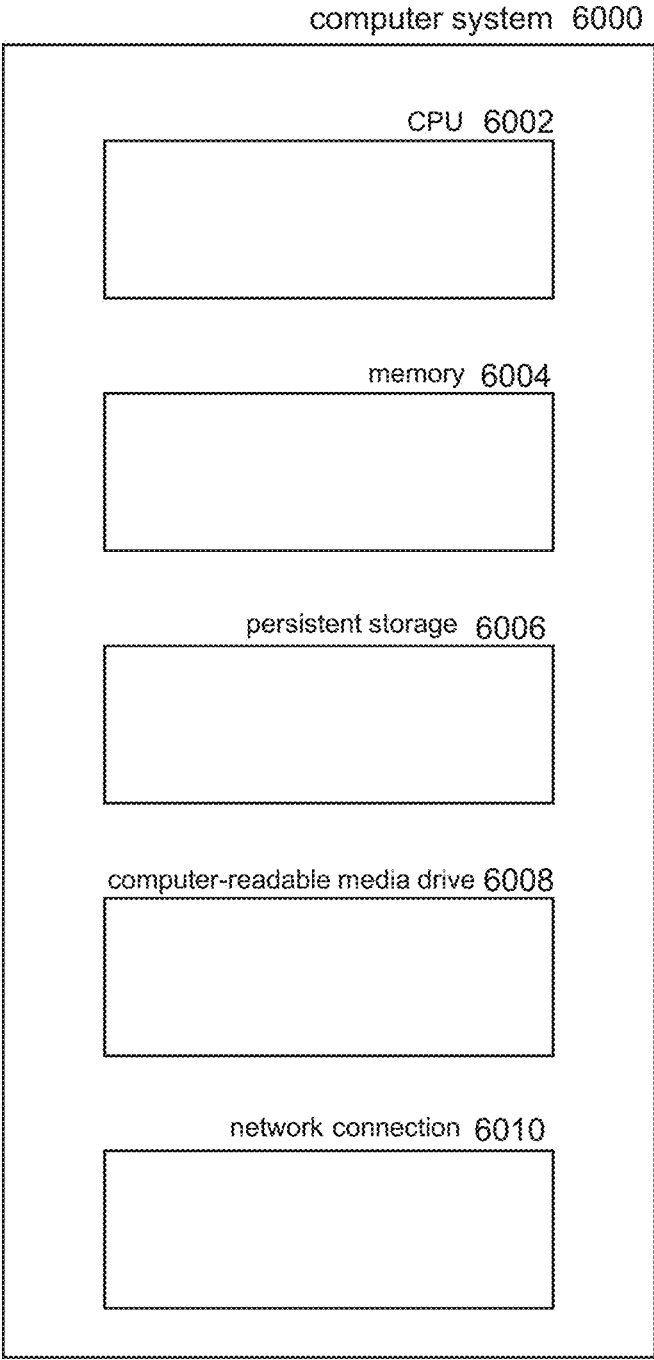 computer system 6000
CPU 6002
memory 6004
persistent storage 6006
computer-readable media drive 6008
network connection 6010